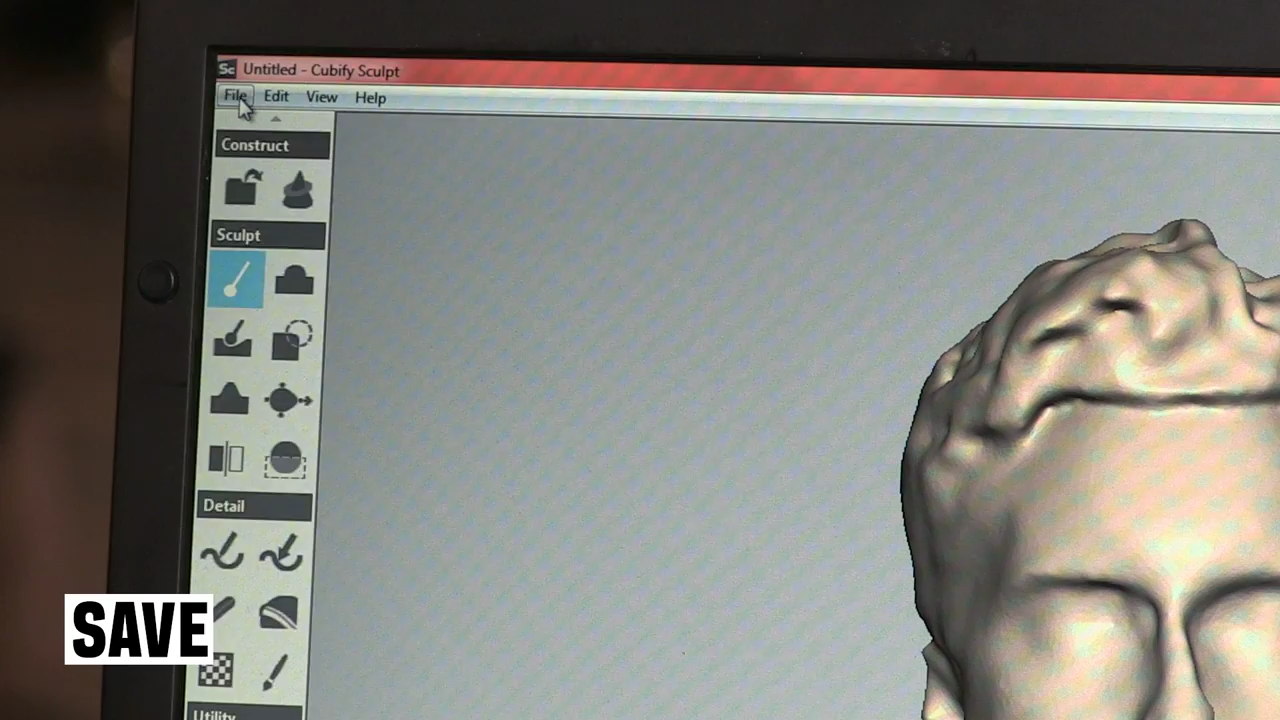 Sc Untitled - Cubify Sculpt
File Edit View Help
Construct
Sculpt
Detail
SAVE
Utility